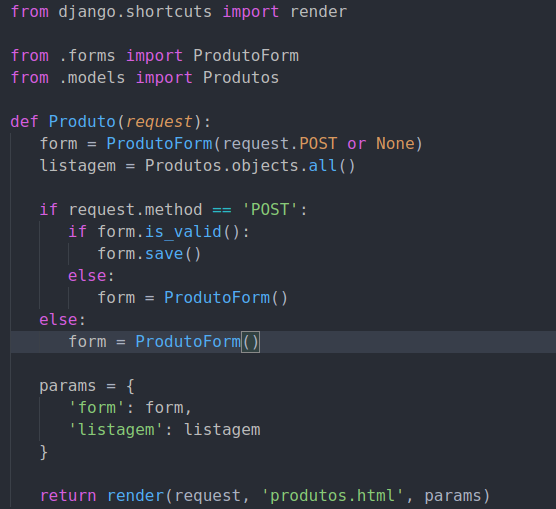 from django.shortcuts import render
from .forms import ProdutoForm
from .models import Produtos
def Produto(request):
form = ProdutoForm(request.POST or None)
listagem = Produtos.objects.all()
if request.method == 'POST':
if form.is_valid():
form.save()
else:
form = ProdutoForm()
else:
form = ProdutoForm()
params = {
'form': form,
'listagem': listagem
}
return render(request, 'produtos.html', params)